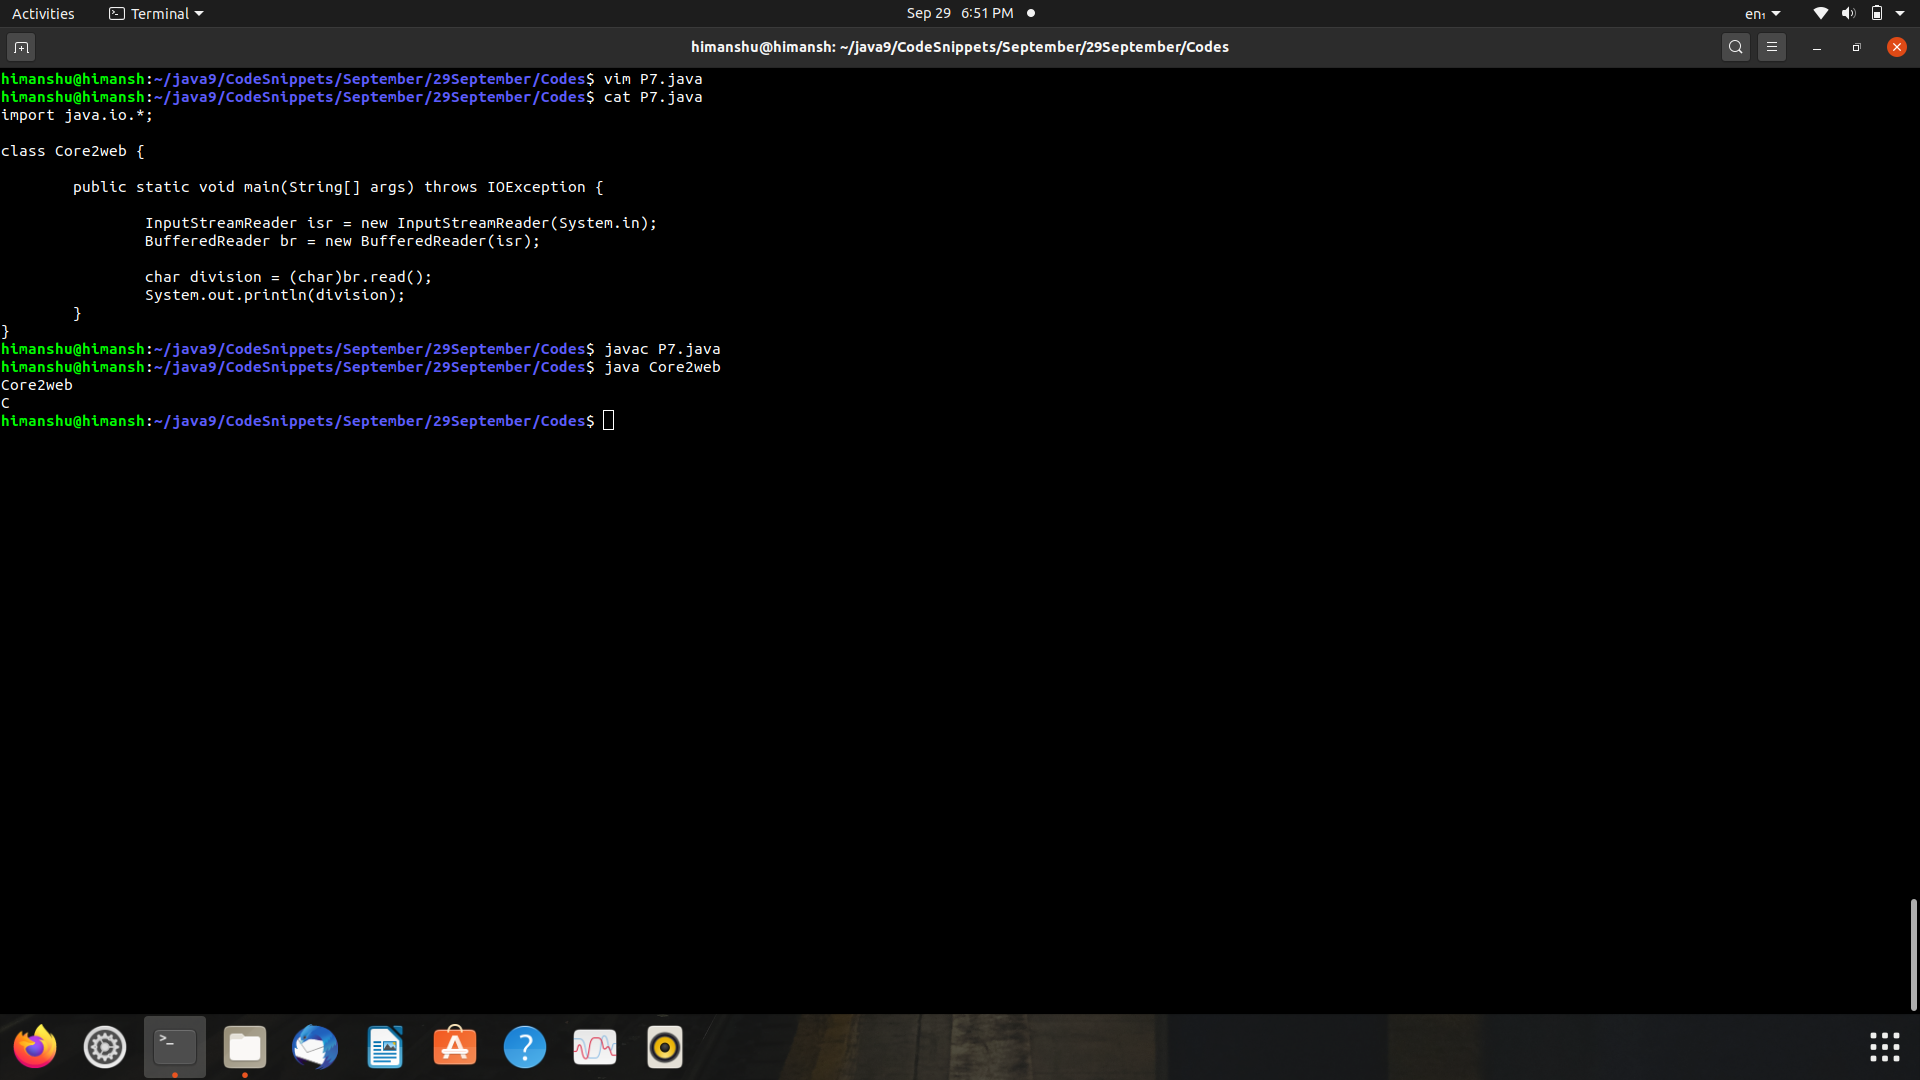 Activities Terminal Sep 29 6:51 PM en₁
himanshu@himansh: ~/java9/CodeSnippets/September/29September/Codes
himanshu@himansh:~/java9/CodeSnippets/September/29September/Codes$ vim P7.java
himanshu@himansh:~/java9/CodeSnippets/September/29September/Codes$ cat P7.java
import java.io.*;
class Core2web {
public static void main(String[] args) throws IOException {
InputStreamReader isr = new InputStreamReader(System.in);
BufferedReader br = new BufferedReader(isr);
char division = (char)br.read();
System.out.println(division);
}
}
himanshu@himansh:~/java9/CodeSnippets/September/29September/Codes$ javac P7.java
himanshu@himansh:~/java9/CodeSnippets/September/29September/Codes$ java Core2web
Core2web
C
himanshu@himansh:~/java9/CodeSnippets/September/29September/Codes$